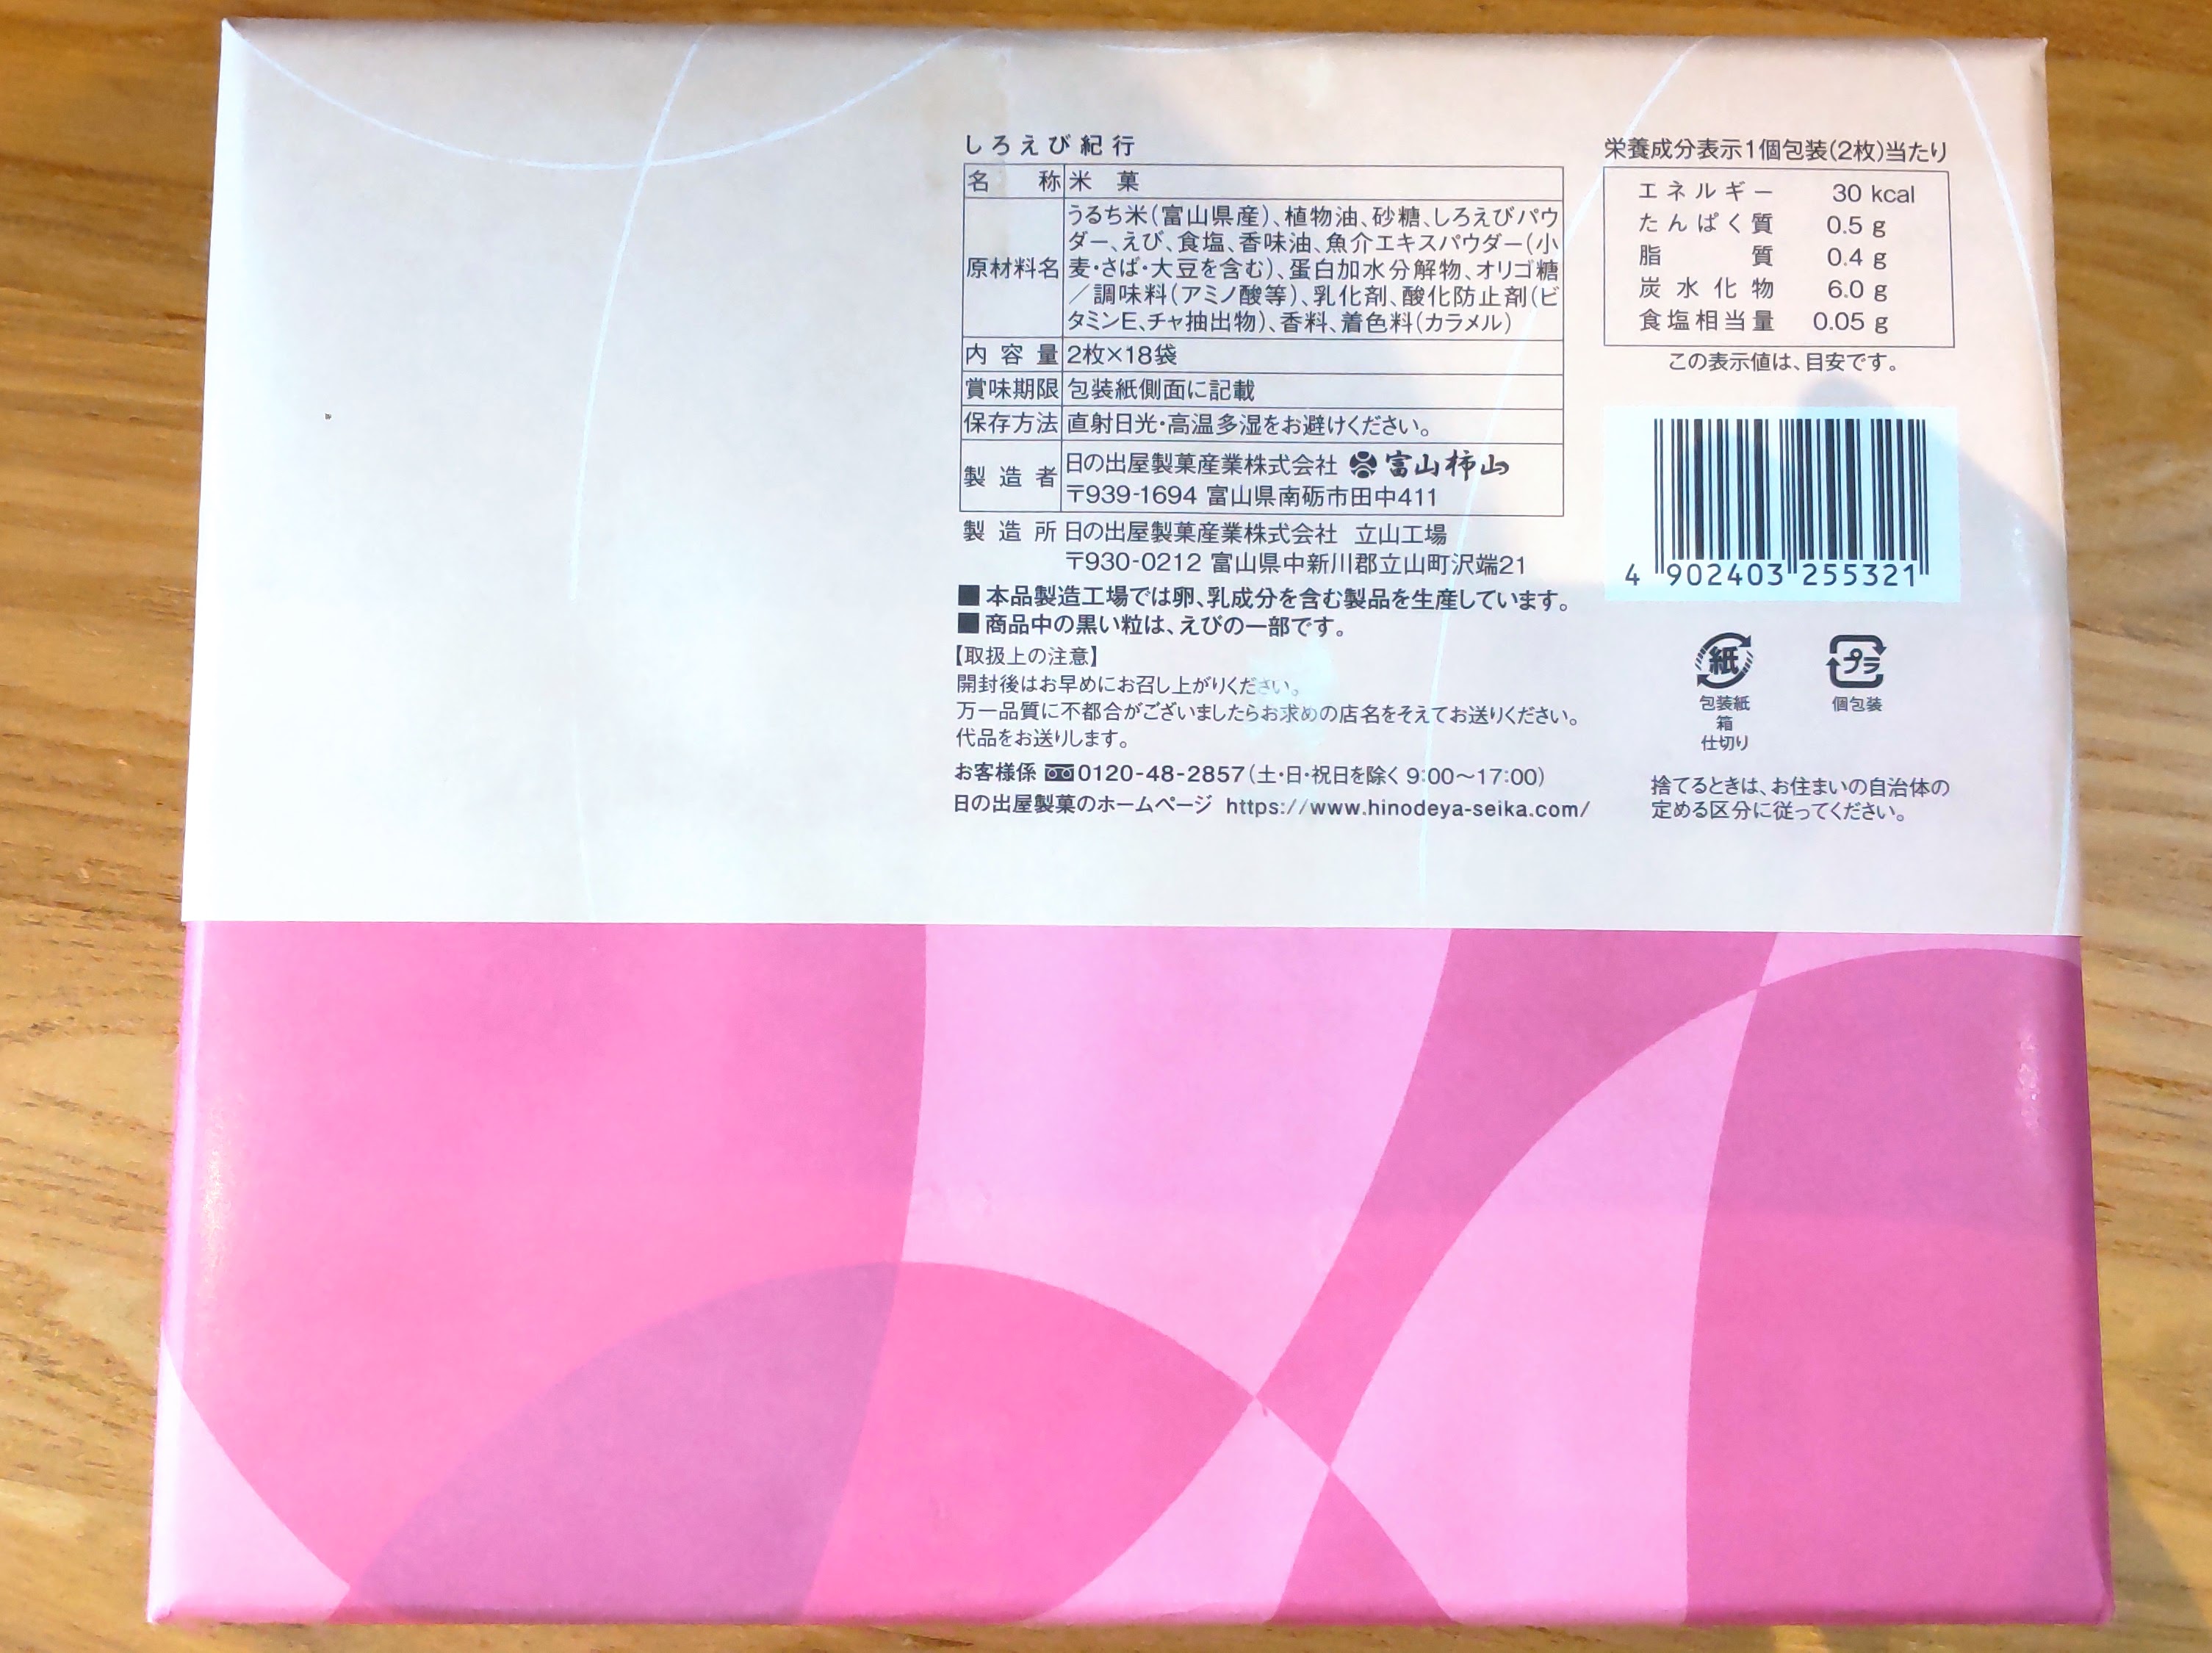 しろえび紀行
名 称 米 菓
原材料名 うるち米(富山県産)、植物油、砂糖、しろえびパウ
ダー、えび、食塩、香味油、魚介エキスパウダー(小
麦・さば・大豆を含む)、蛋白加水分解物、オリゴ糖
/調味料(アミノ酸等)、乳化剤、酸化防止剤(ビ
タミンE、チャ抽出物)、香料、着色料(カラメル)
内容量 2枚×18袋
賞味期限 包装紙側面に記載
保存方法 直射日光・高温多湿をお避けください。
製造者 日の出屋製菓産業株式会社 富山柿山
〒939-1694 富山県南砺市田中411
製造所 日の出屋製菓産業株式会社 立山工場
〒930-0212 富山県中新川郡立山町沢端21
■本品製造工場では卵、乳成分を含む製品を生産しています。
■商品中の黒い粒は、えびの一部です。
【取扱上の注意】
開封後はお早めにお召し上がりください。
万一品質に不都合がございましたらお求めの店名をそえてお送りください。
代品をお送りします。
お客様係 0120-48-2857(土・日・祝日を除く 9:00〜17:00)
日の出屋製菓のホームページ https://www.hinodeya-seika.com/
栄養成分表示1個包装(2枚)当たり
エネルギー 30 kcal
たんぱく質 0.5 g
脂質 0.4 g
炭水化物 6.0 g
食塩相当量 0.05 g
この表示値は、目安です。
4 902403 255321
紙 プラ
包装紙 個包装
箱
仕切り
捨てるときは、お住まいの自治体の
定める区分に従ってください。